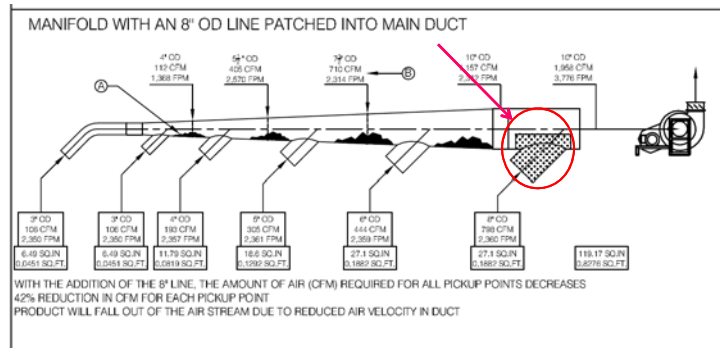 MANIFOLD WITH AN 8" OD LINE PATCHED INTO MAIN DUCT
4" OD
112 CFM
1,368 FPM
5½" OD
405 CFM
2,570 FPM
7½" OD
710 CFM
2,314 FPM
10" OD
10" OD
1,958 CFM
3,776 FPM
A
B
3" OD
106 CFM
2,350 FPM
6.49 SQ.IN
0.0451 SQ.FT.
3" OD
106 CFM
2,350 FPM
6.49 SQ.IN
0.0451 SQ.FT.
4" OD
193 CFM
2,357 FPM
11.79 SQ.IN
0.0819 SQ.FT.
5" OD
305 CFM
2,361 FPM
18.6 SQ.IN
0.1292 SQ.FT.
6" OD
444 CFM
2,359 FPM
27.1 SQ.IN
0.1882 SQ.FT.
8" OD
798 CFM
2,360 FPM
27.1 SQ.IN
0.1882 SQ.FT.
119.17 SQ.IN
0.8276 SQ.FT.
WITH THE ADDITION OF THE 8" LINE, THE AMOUNT OF AIR (CFM) REQUIRED FOR ALL PICKUP POINTS DECREASES
42% REDUCTION IN CFM FOR EACH PICKUP POINT
PRODUCT WILL FALL OUT OF THE AIR STREAM DUE TO REDUCED AIR VELOCITY IN DUCT